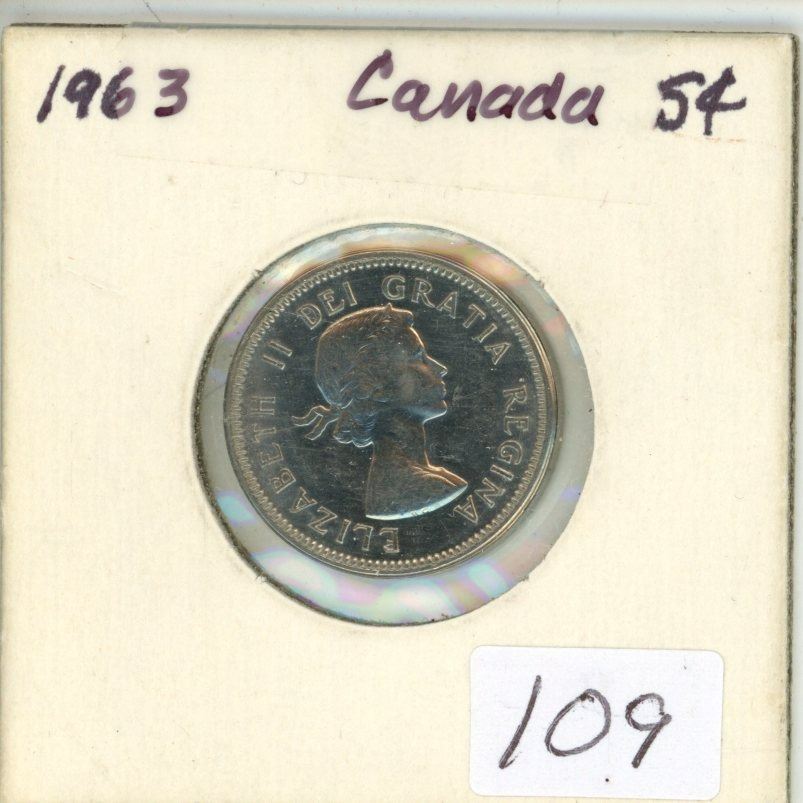 1963 Canada 5¢
ELIZABETH II DEI GRATIA REGINA
109